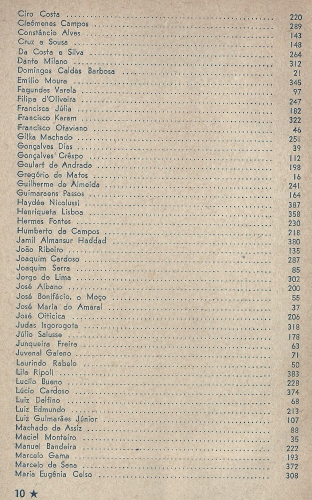 Ciro Costa 220
Cleómenes Campos 289
Constâncio Alves 143
Cruz e Sousa 148
Da Costa e Silva 264
Dante Milano 312
Domingos Caldas Barbosa 21
Emílio Moura 345
Fagundes Varela 97
Filipe d'Oliveira 247
Francisca Júlia 182
Francisco Karam 322
Francisco Otaviano 46
Gilka Machado 251
Gonçalves Dias 39
Gonçalves Crêspo 112
Goulart de Andrade 198
Gregório de Matos 16
Guilherme de Almeida 241
Guimaraens Passos 164
Haydée Nicolussi 387
Henriqueta Lisboa 358
Hermes Fontes 230
Humberto de Campos 218
Jamil Almansur Haddad 380
João Ribeiro 135
Joaquim Cardoso 287
Joaquim Serra 85
Jorge de Lima 302
José Albano 200
José Bonifácio, o Moço 55
José Maria do Amaral 37
José Oiticica 206
Judas Isgorogota 318
Júlio Salusse 178
Junqueira Freire 63
Juvenal Galeno 71
Laurindo Rabelo 50
Lila Ripoll 383
Lucilo Bueno 228
Lúcio Cardoso 374
Luiz Delfino 68
Luiz Edmundo 213
Luiz Guimarães Júnior 107
Machado de Assiz 88
Maciel Monteiro 35
Manuel Bandeira 222
Marcelo Gama 193
Marcelo de Sena 372
Maria Eugênia Celso 308
10 ★